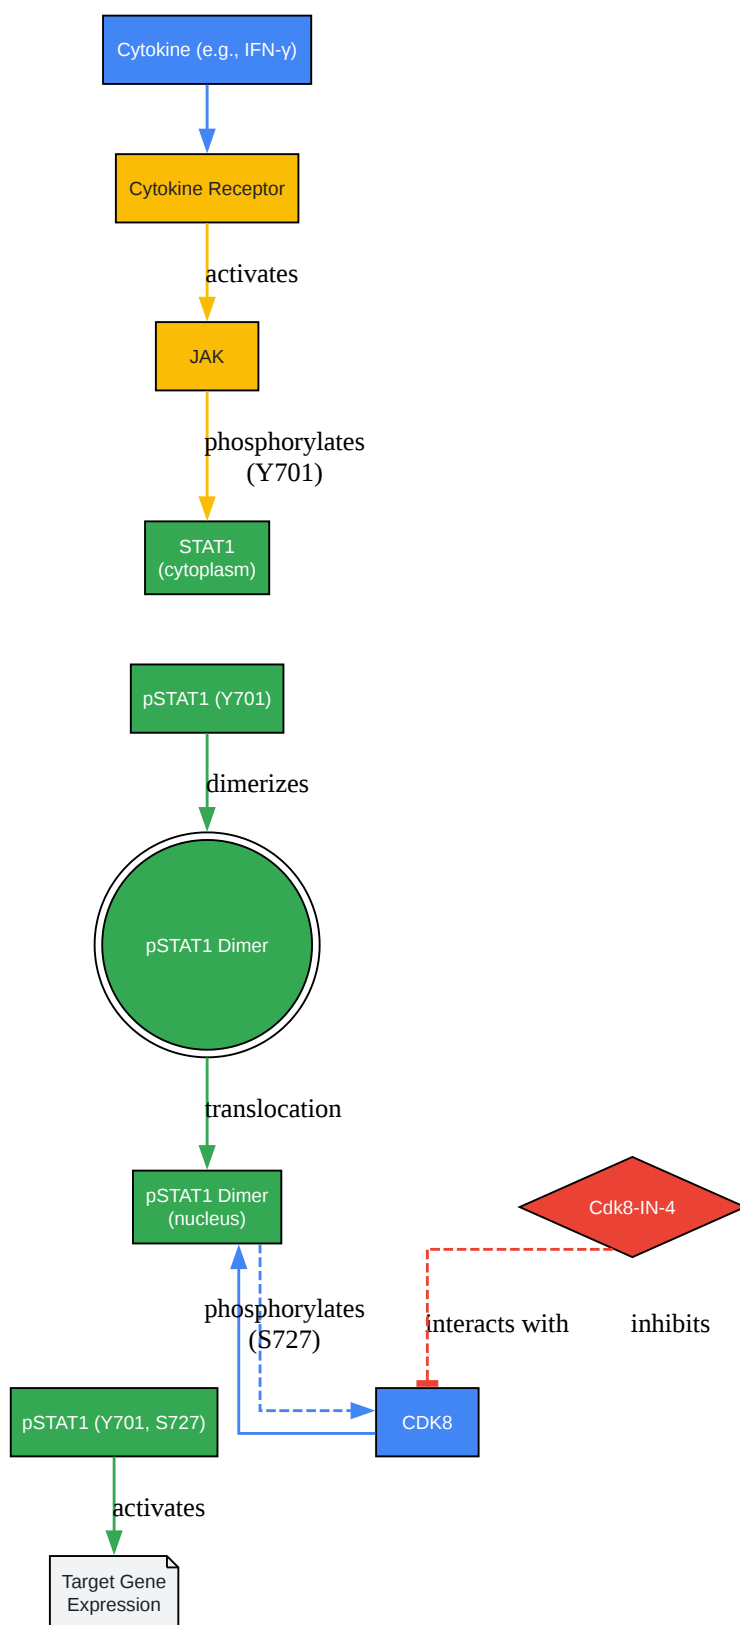 Cytokine (e.g., IFN-γ)
Cytokine Receptor
activates
JAK
phosphorylates
(Y701)
STAT1
(cytoplasm)
pSTAT1 (Y701)
dimerizes
pSTAT1 Dimer
translocation
pSTAT1 Dimer
(nucleus)
Cdk8-IN-4
phosphorylates
(S727)
interacts with
inhibits
pSTAT1 (Y701, S727)
CDK8
activates
Target Gene
Expression